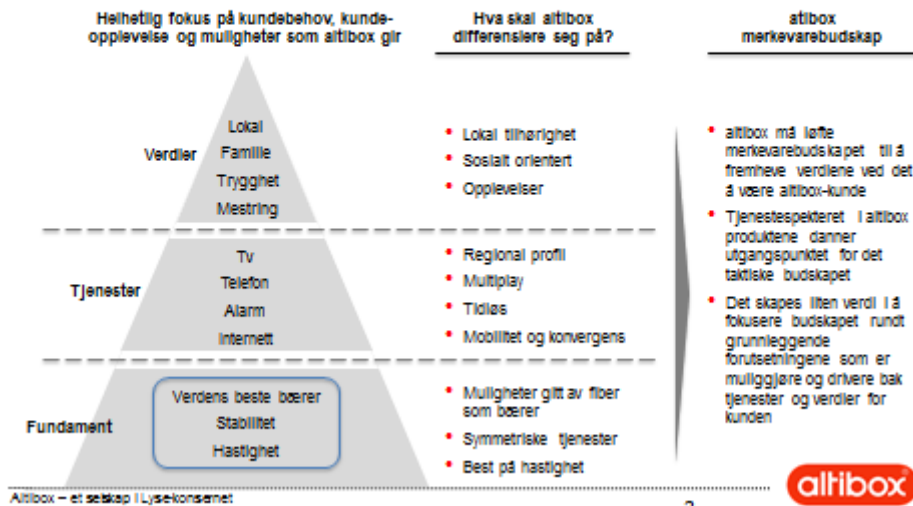 Helhetlig fokus på kundebehov, kunde-
opplevelse og muligheter som altibox gir
Hva skal altibox
differensiere seg på?
atibox
merkevarebudskap
Verdier
Lokal
Familie
Trygghet
Mestring
• Lokal tilhørighet
• Sosialt orientert
• Opplevelser
Tjenester
Tv
Telefon
Alarm
Internett
• Regional profil
• Multiplay
• Tidløs
• Mobilitet og konvergens
Fundament
Verdens beste bærer
Stabilitet
Hastighet
• Muligheter gitt av fiber
som bærer
• Symmetriske tjenester
• Best på hastighet
• altibox må løfte
merkevarebudskapet til å
fremheve verdiene ved det
å være altibox-kunde
• Tjenestespekteret i altibox
produktene danner
utgangspunktet for det
taktiske budskapet
• Det skapes liten verdi i å
fokusere budskapet rundt
grunnleggende
forutsetningene som er
muliggjøre og drivere bak
tjenester og verdier for
kunden
Altibox – et selskap i Lyse-konsernet
altibox